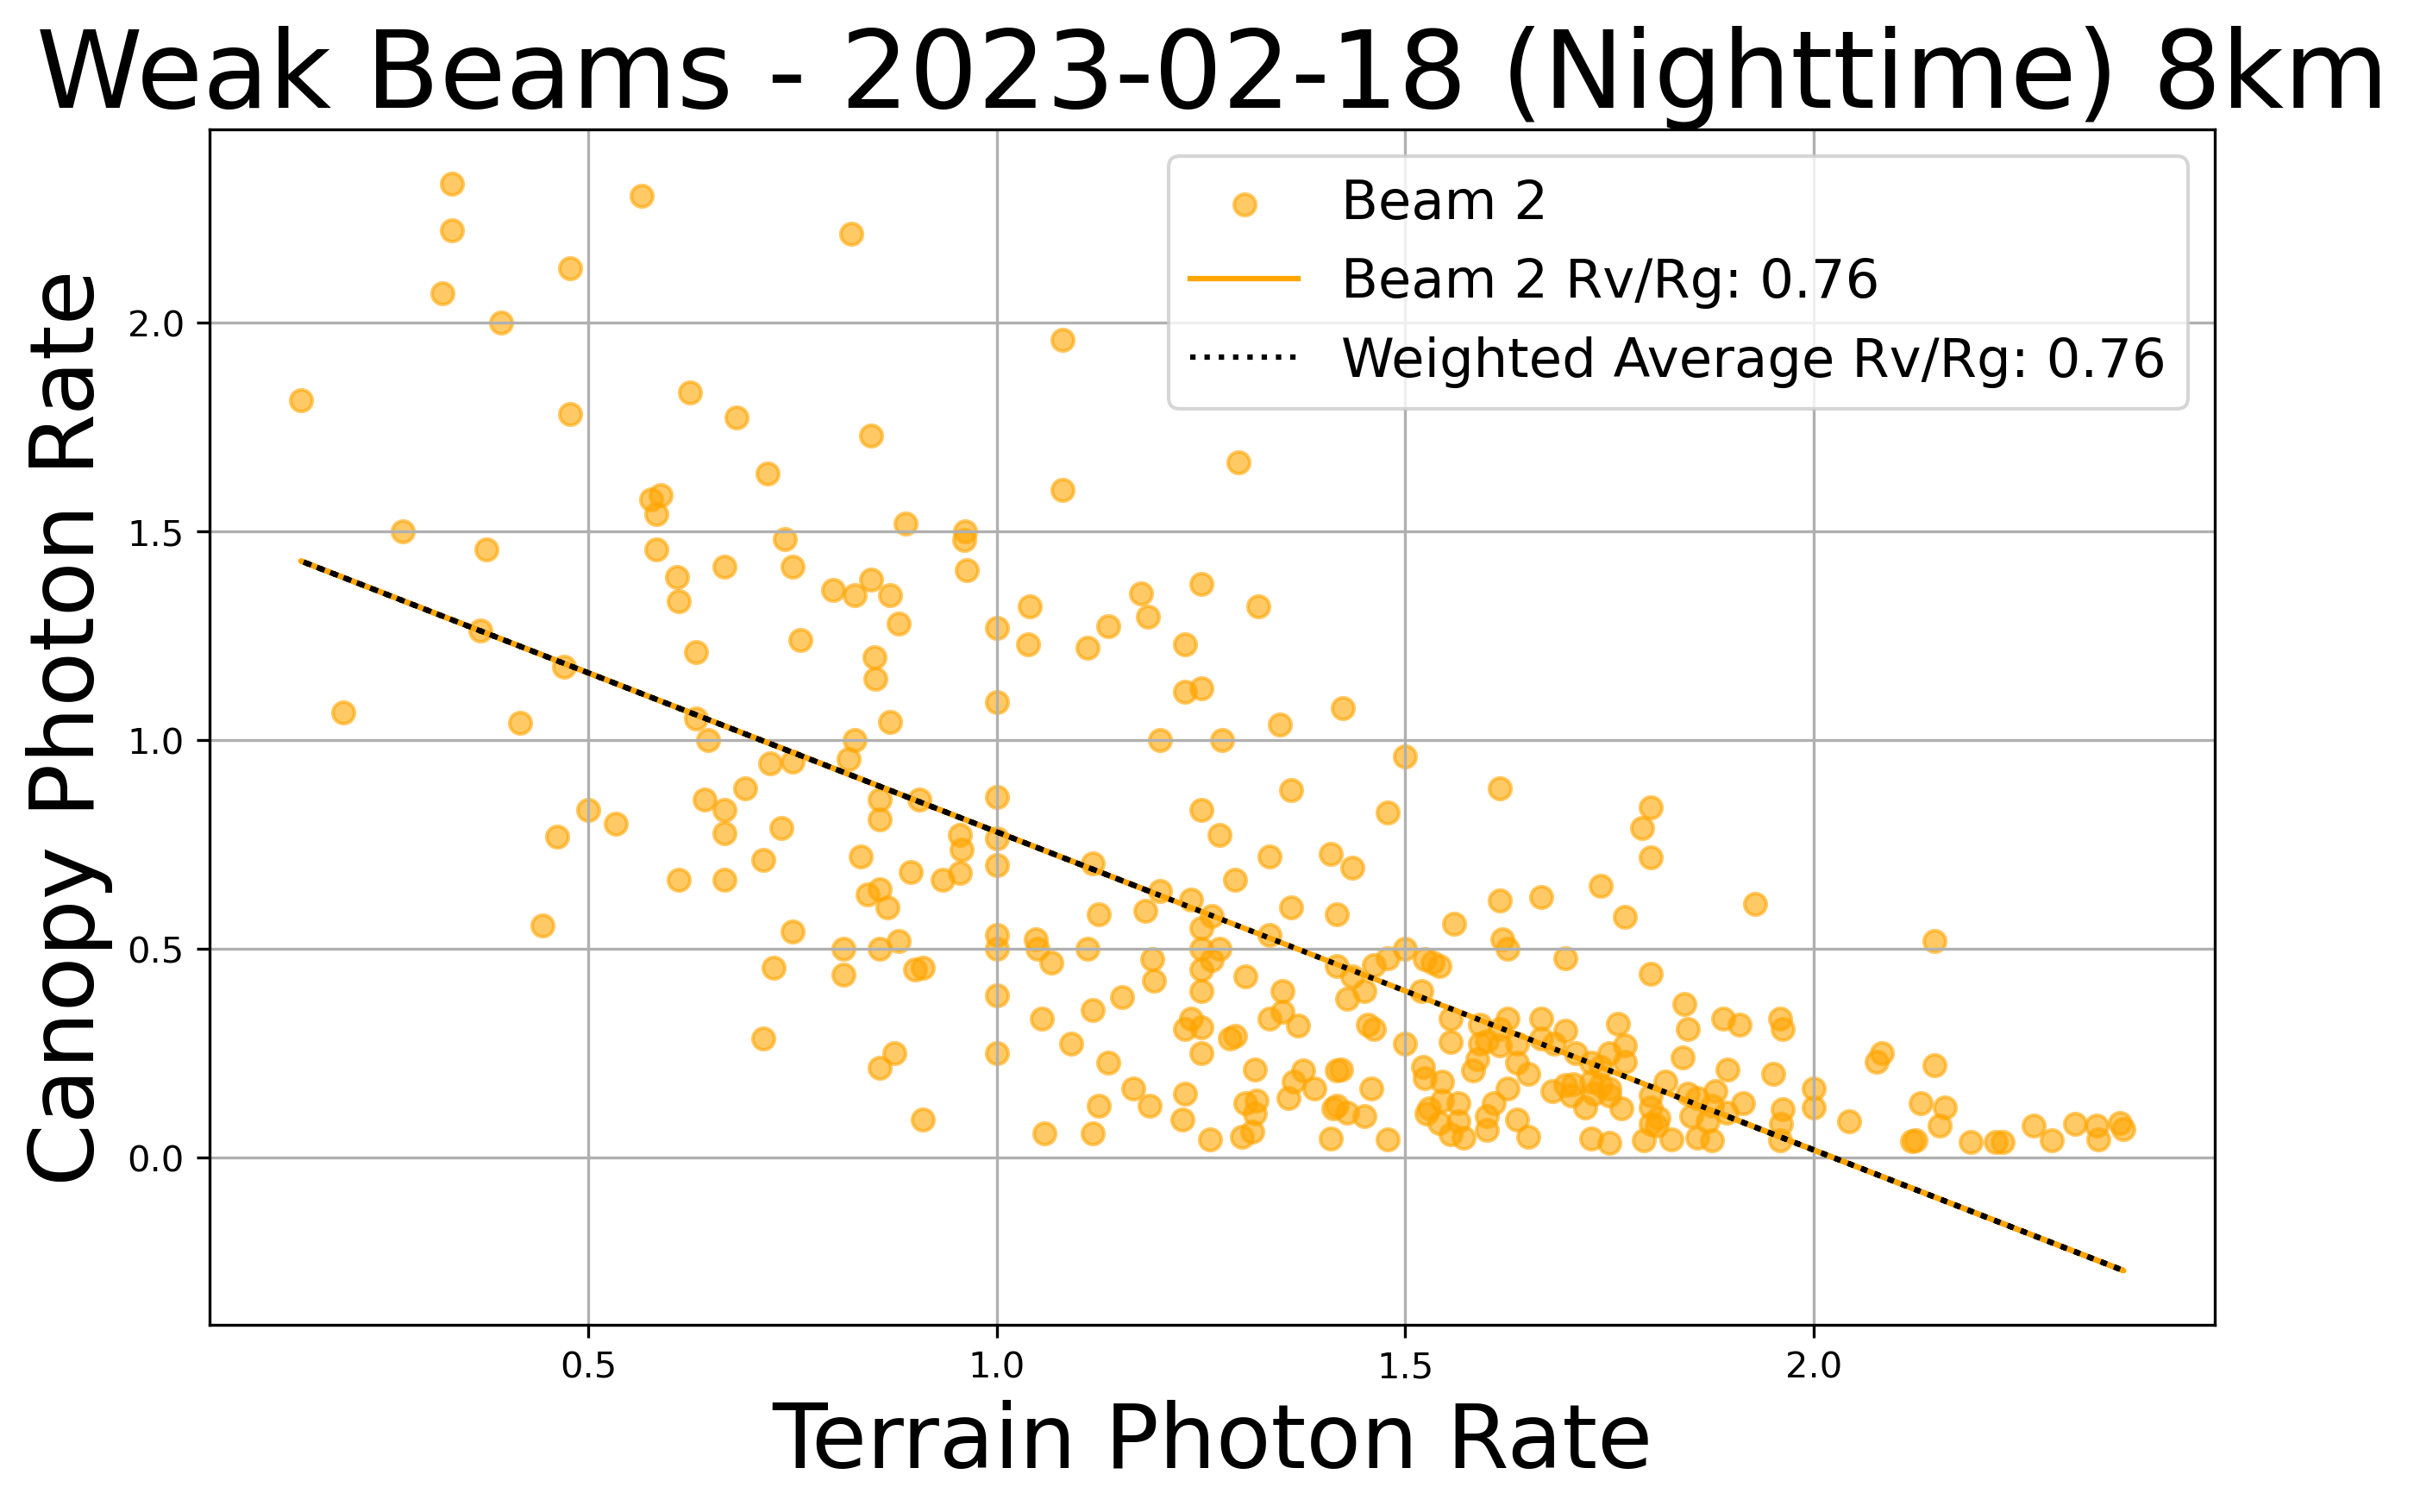 Weak Beams - 2023-02-18 (Nighttime) 8km
Beam 2
Beam 2 Rv/Rg: 0.76
Weighted Average Rv/Rg: 0.76
Canopy Photon Rate
2.0
1.5
1.0
0.5
0.0
0.5 1.0 1.5 2.0
Terrain Photon Rate